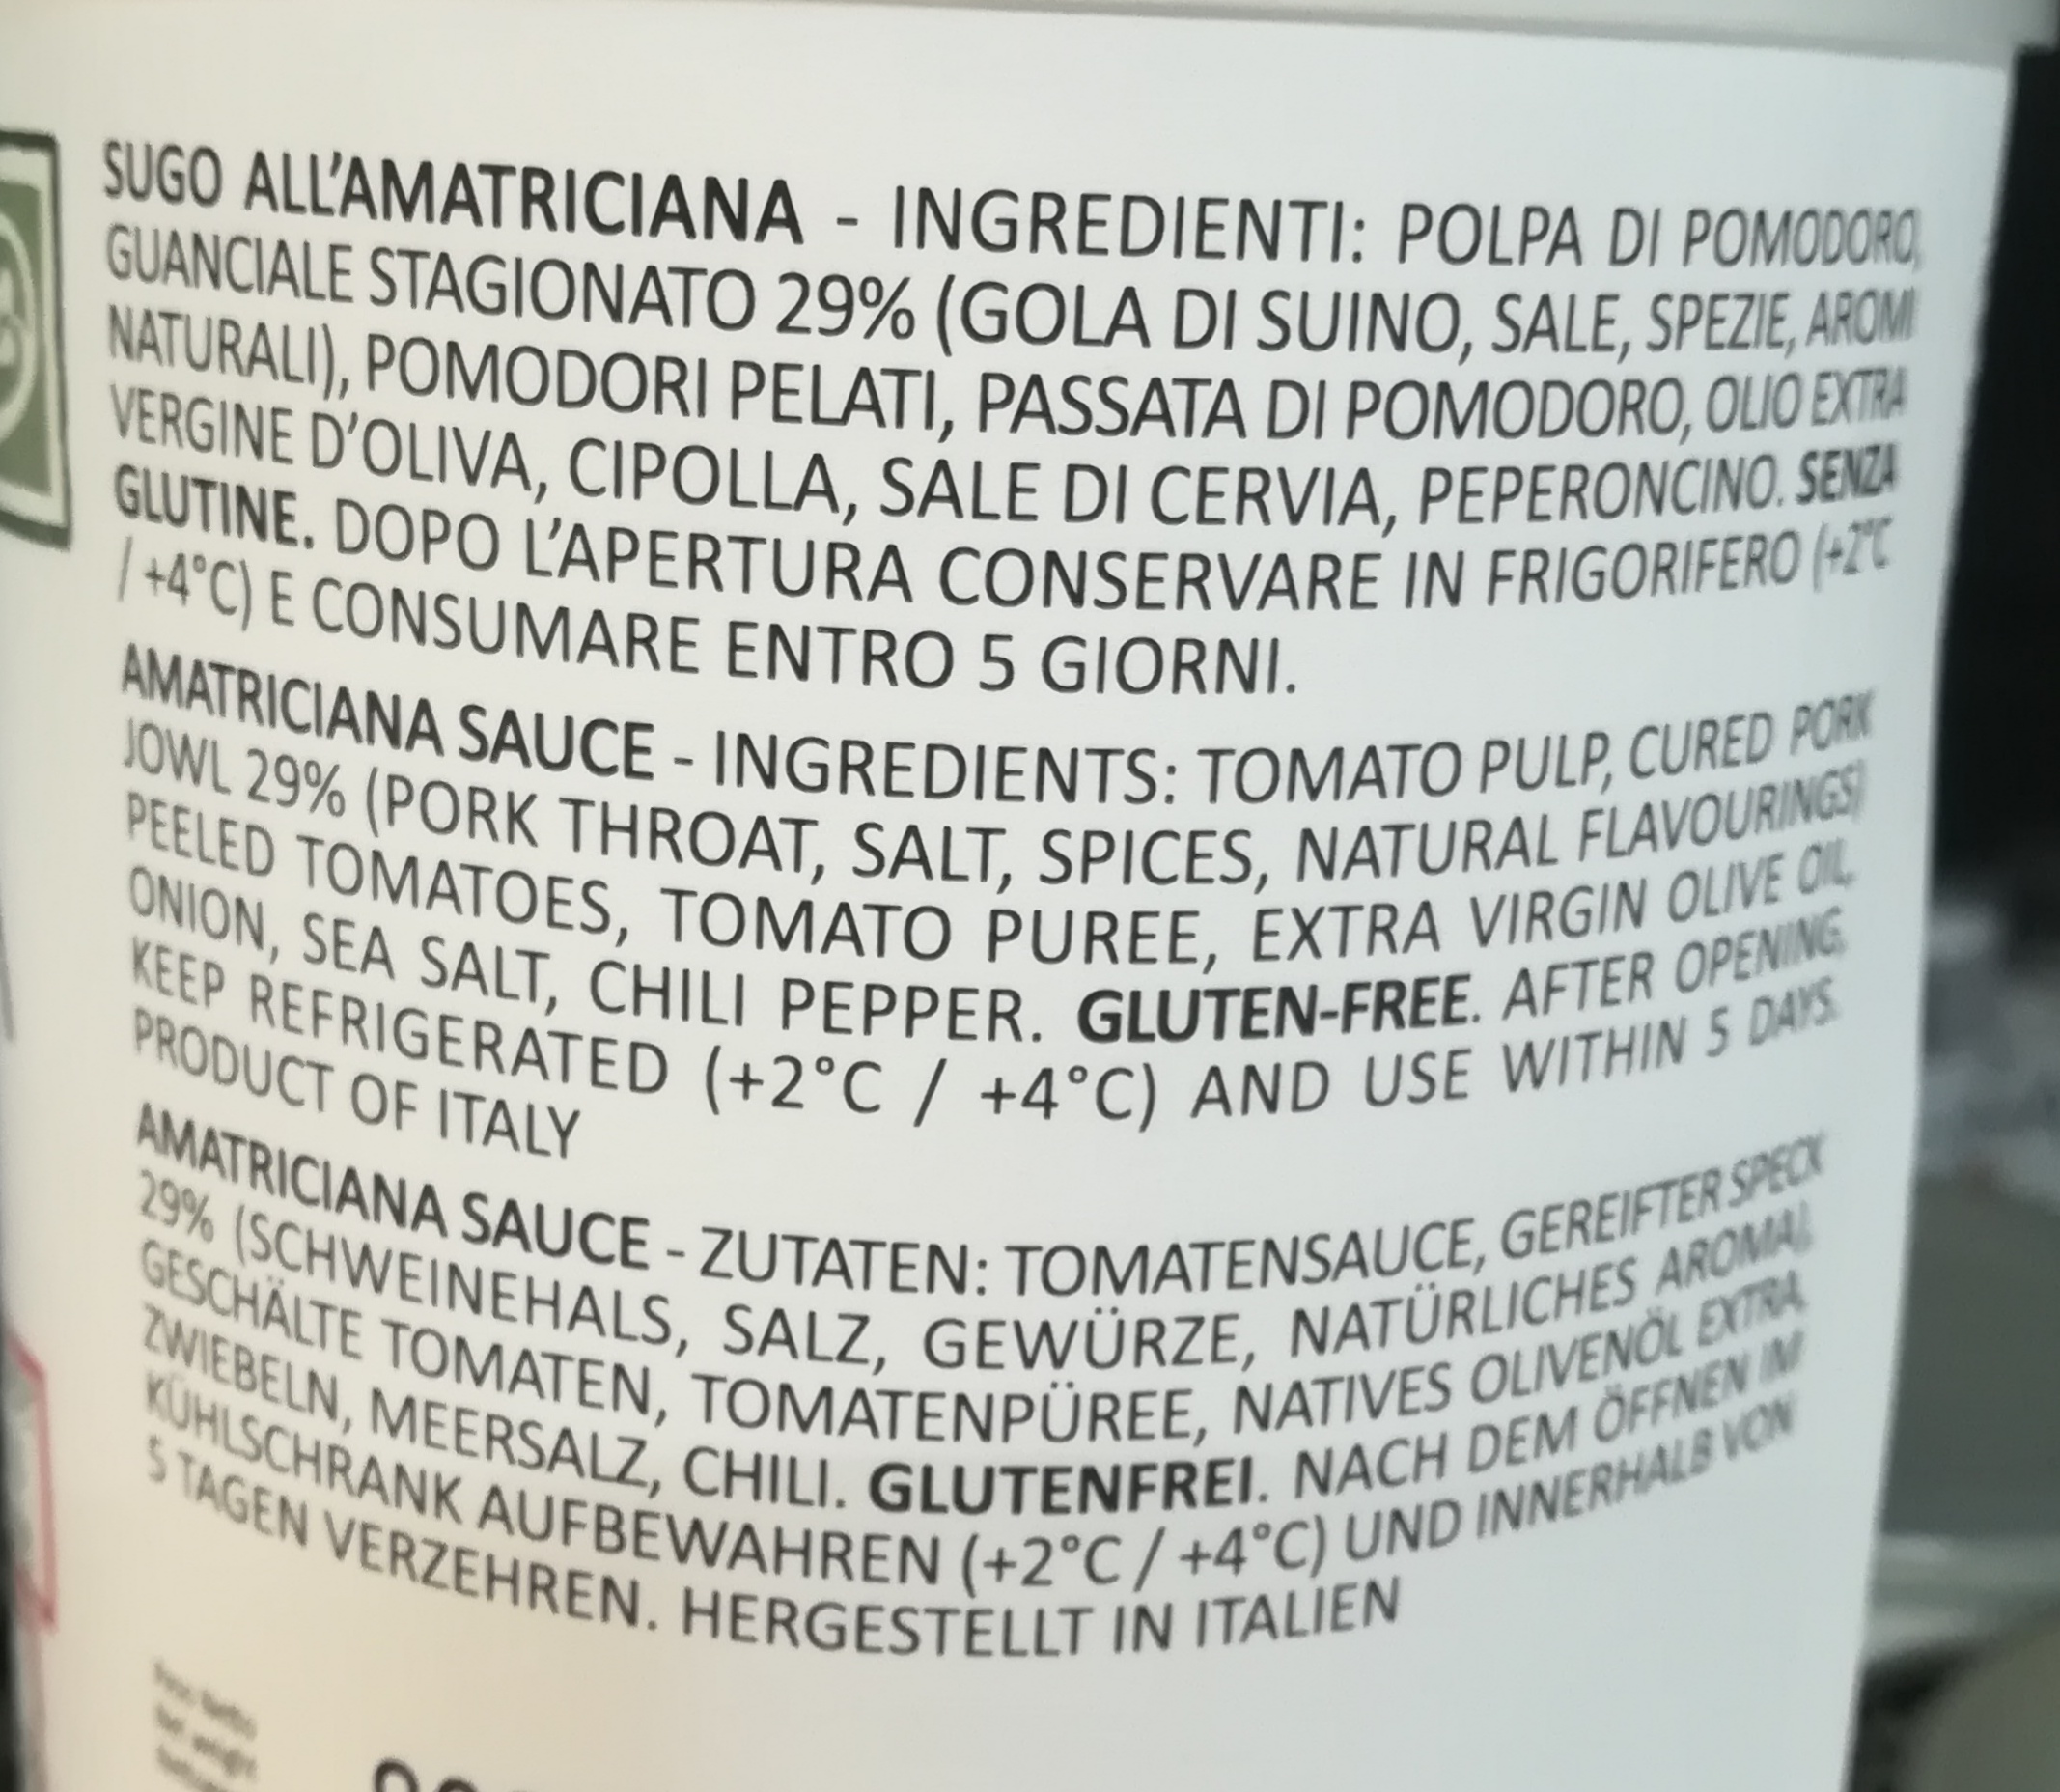 SUGO ALL'AMATRICIANA - INGREDIENTI: POLPA DI POMODORO,
GUANCIALE STAGIONATO 29% (GOLA DI SUINO, SALE, SPEZIE, AROMI
NATURALI), POMODORI PELATI, PASSATA DI POMODORO, OLIO EXTRA
VERGINE D'OLIVA, CIPOLLA, SALE DI CERVIA, PEPERONCINO. SENZA
GLUTINE. DOPO L'APERTURA CONSERVARE IN FRIGORIFERO (+2°C
/ +4°C) E CONSUMARE ENTRO 5 GIORNI.
AMATRICIANA SAUCE - INGREDIENTS: TOMATO PULP, CURED PORK
JOWL 29% (PORK THROAT, SALT, SPICES, NATURAL FLAVOURINGS)
PEELED TOMATOES, TOMATO PUREE, EXTRA VIRGIN OLIVE OIL,
ONION, SEA SALT, CHILI PEPPER. GLUTEN-FREE. AFTER OPENING,
KEEP REFRIGERATED (+2°C / +4°C) AND USE WITHIN 5 DAYS.
PRODUCT OF ITALY
AMATRICIANA SAUCE - ZUTATEN: TOMATENSAUCE, GEREIFTER SPECK
29% (SCHWEINEHALS, SALZ, GEWÜRZE, NATÜRLICHES AROMA),
GESCHÄLTE TOMATEN, TOMATENPÜREE, NATIVES OLIVENÖL EXTRA,
ZWIEBELN, MEERSALZ, CHILI. GLUTENFREI. NACH DEM ÖFFNEN IM
KÜHLSCHRANK AUFBEWAHREN (+2°C / +4°C) UND INNERHALB VON
5 TAGEN VERZEHREN. HERGESTELLT IN ITALIEN
Peso Netto
Net weight